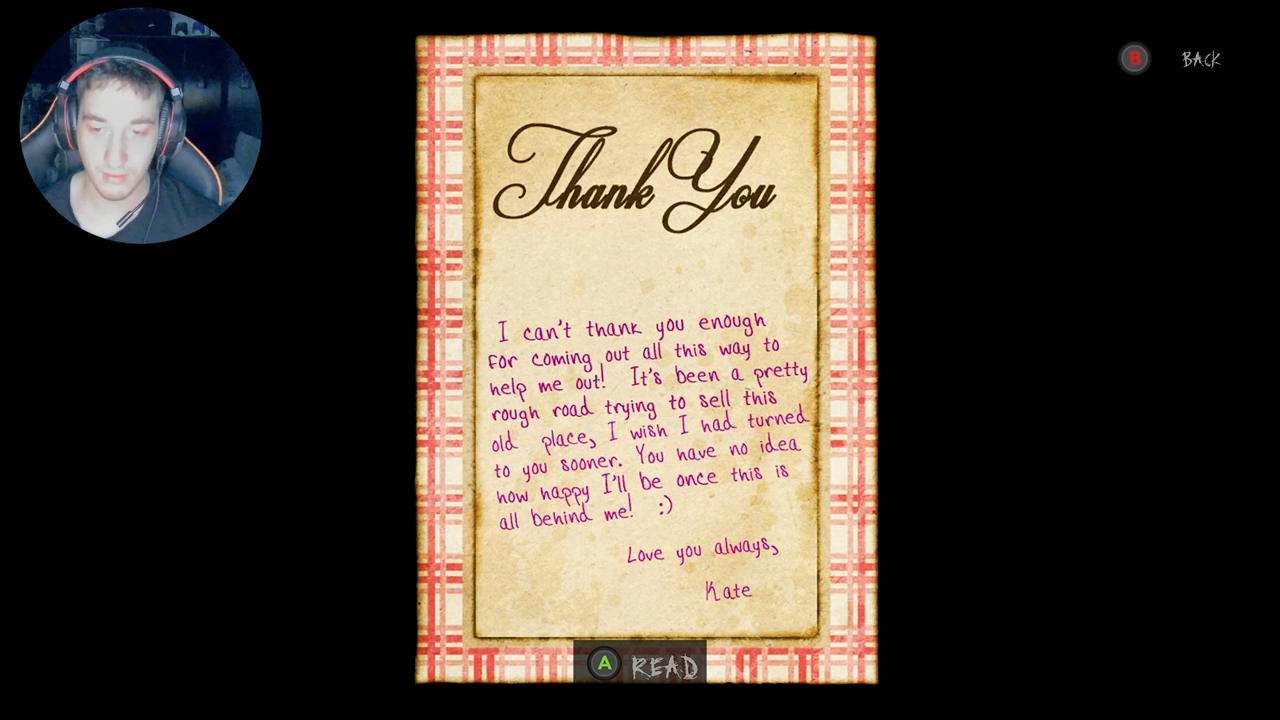 B BACK
Thank You
I can't thank you enough
for coming out all this way to
help me out! It's been a pretty
rough road trying to sell this
old place, I wish I had turned
to you sooner. You have no idea
how happy I'll be once this is
all behind me! :)
Love you always,
Kate
A READ